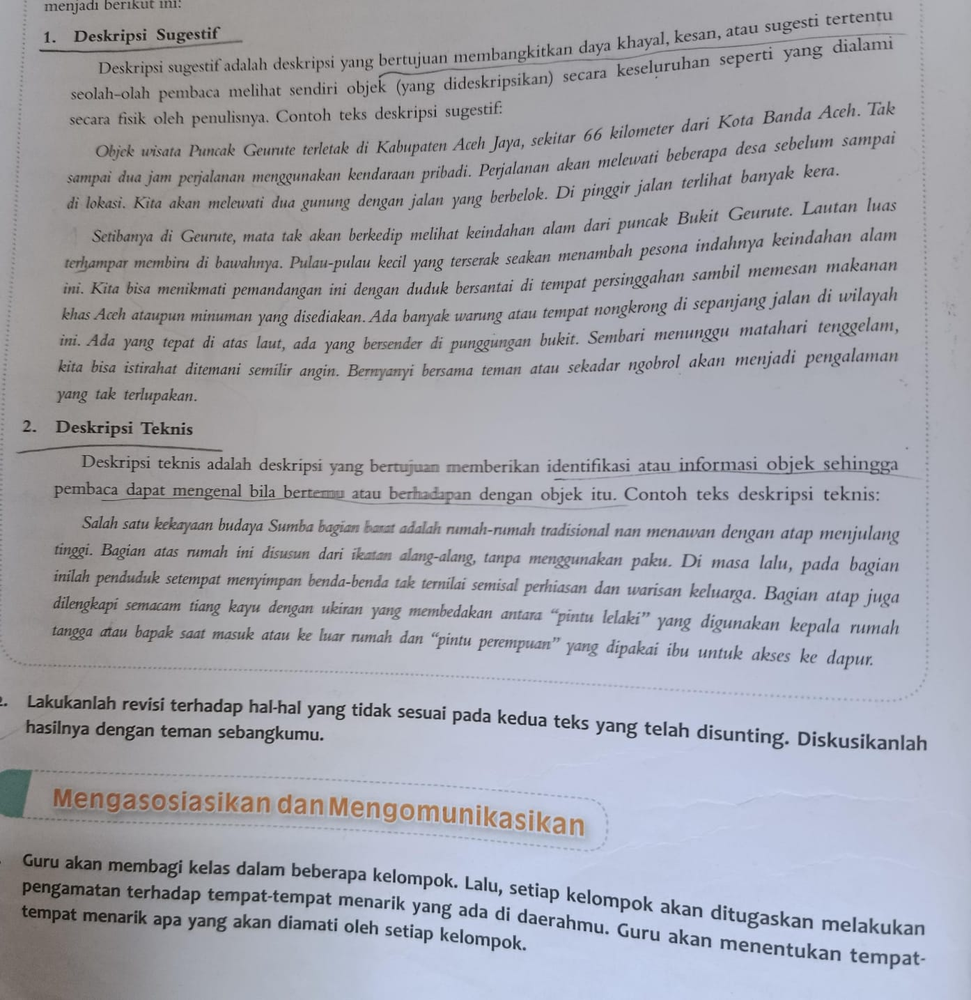 menjadi berikut ini:
1. Deskripsi Sugestif
Deskripsi sugestif adalah deskripsi yang bertujuan membangkitkan daya khayal, kesan, atau sugesti tertentu
seolah-olah pembaca melihat sendiri objek (yang dideskripsikan) secara keseluruhan seperti yang dialami
secara fisik oleh penulisnya. Contoh teks deskripsi sugestif:
Objek wisata Puncak Geurute terletak di Kabupaten Aceh Jaya, sekitar 66 kilometer dari Kota Banda Aceh. Tak
sampai dua jam perjalanan menggunakan kendaraan pribadi. Perjalanan akan melewati beberapa desa sebelum sampai
di lokasi. Kita akan melewati dua gunung dengan jalan yang berbelok. Di pinggir jalan terlihat banyak kera.
Setibanya di Geurute, mata tak akan berkedip melihat keindahan alam dari puncak Bukit Geurute. Lautan luas
terhampar membiru di bawahnya. Pulau-pulau kecil yang terserak seakan menambah pesona indahnya keindahan alam
ini. Kita bisa menikmati pemandangan ini dengan duduk bersantai di tempat persinggahan sambil memesan makanan
khas Aceh ataupun minuman yang disediakan. Ada banyak warung atau tempat nongkrong di sepanjang jalan di wilayah
ini. Ada yang tepat di atas laut, ada yang bersender di punggungan bukit. Sembari menunggu matahari tenggelam,
kita bisa istirahat ditemani semilir angin. Bernyanyi bersama teman atau sekadar ngobrol akan menjadi pengalaman
yang tak terlupakan.
2. Deskripsi Teknis
Deskripsi teknis adalah deskripsi yang bertujuan memberikan identifikasi atau informasi objek sehingga
pembaca dapat mengenal bila bertemu atau berhadapan dengan objek itu. Contoh teks deskripsi teknis:
Salah satu kekayaan budaya Sumba bagian barat adalah rumah-rumah tradisional nan menawan dengan atap menjulang
tinggi. Bagian atas rumah ini disusun dari ikatan alang-alang, tanpa menggunakan paku. Di masa lalu, pada bagian
inilah penduduk setempat menyimpan benda-benda tak ternilai semisal perhiasan dan warisan keluarga. Bagian atap juga
dilengkapi semacam tiang kayu dengan ukiran yang membedakan antara “pintu lelaki” yang digunakan kepala rumah
tangga atau bapak saat masuk atau ke luar rumah dan “pintu perempuan” yang dipakai ibu untuk akses ke dapur.
2. Lakukanlah revisi terhadap hal-hal yang tidak sesuai pada kedua teks yang telah disunting. Diskusikanlah
hasilnya dengan teman sebangkumu.
Mengasosiasikan dan Mengomunikasikan
Guru akan membagi kelas dalam beberapa kelompok. Lalu, setiap kelompok akan ditugaskan melakukan
pengamatan terhadap tempat-tempat menarik yang ada di daerahmu. Guru akan menentukan tempat-
tempat menarik apa yang akan diamati oleh setiap kelompok.